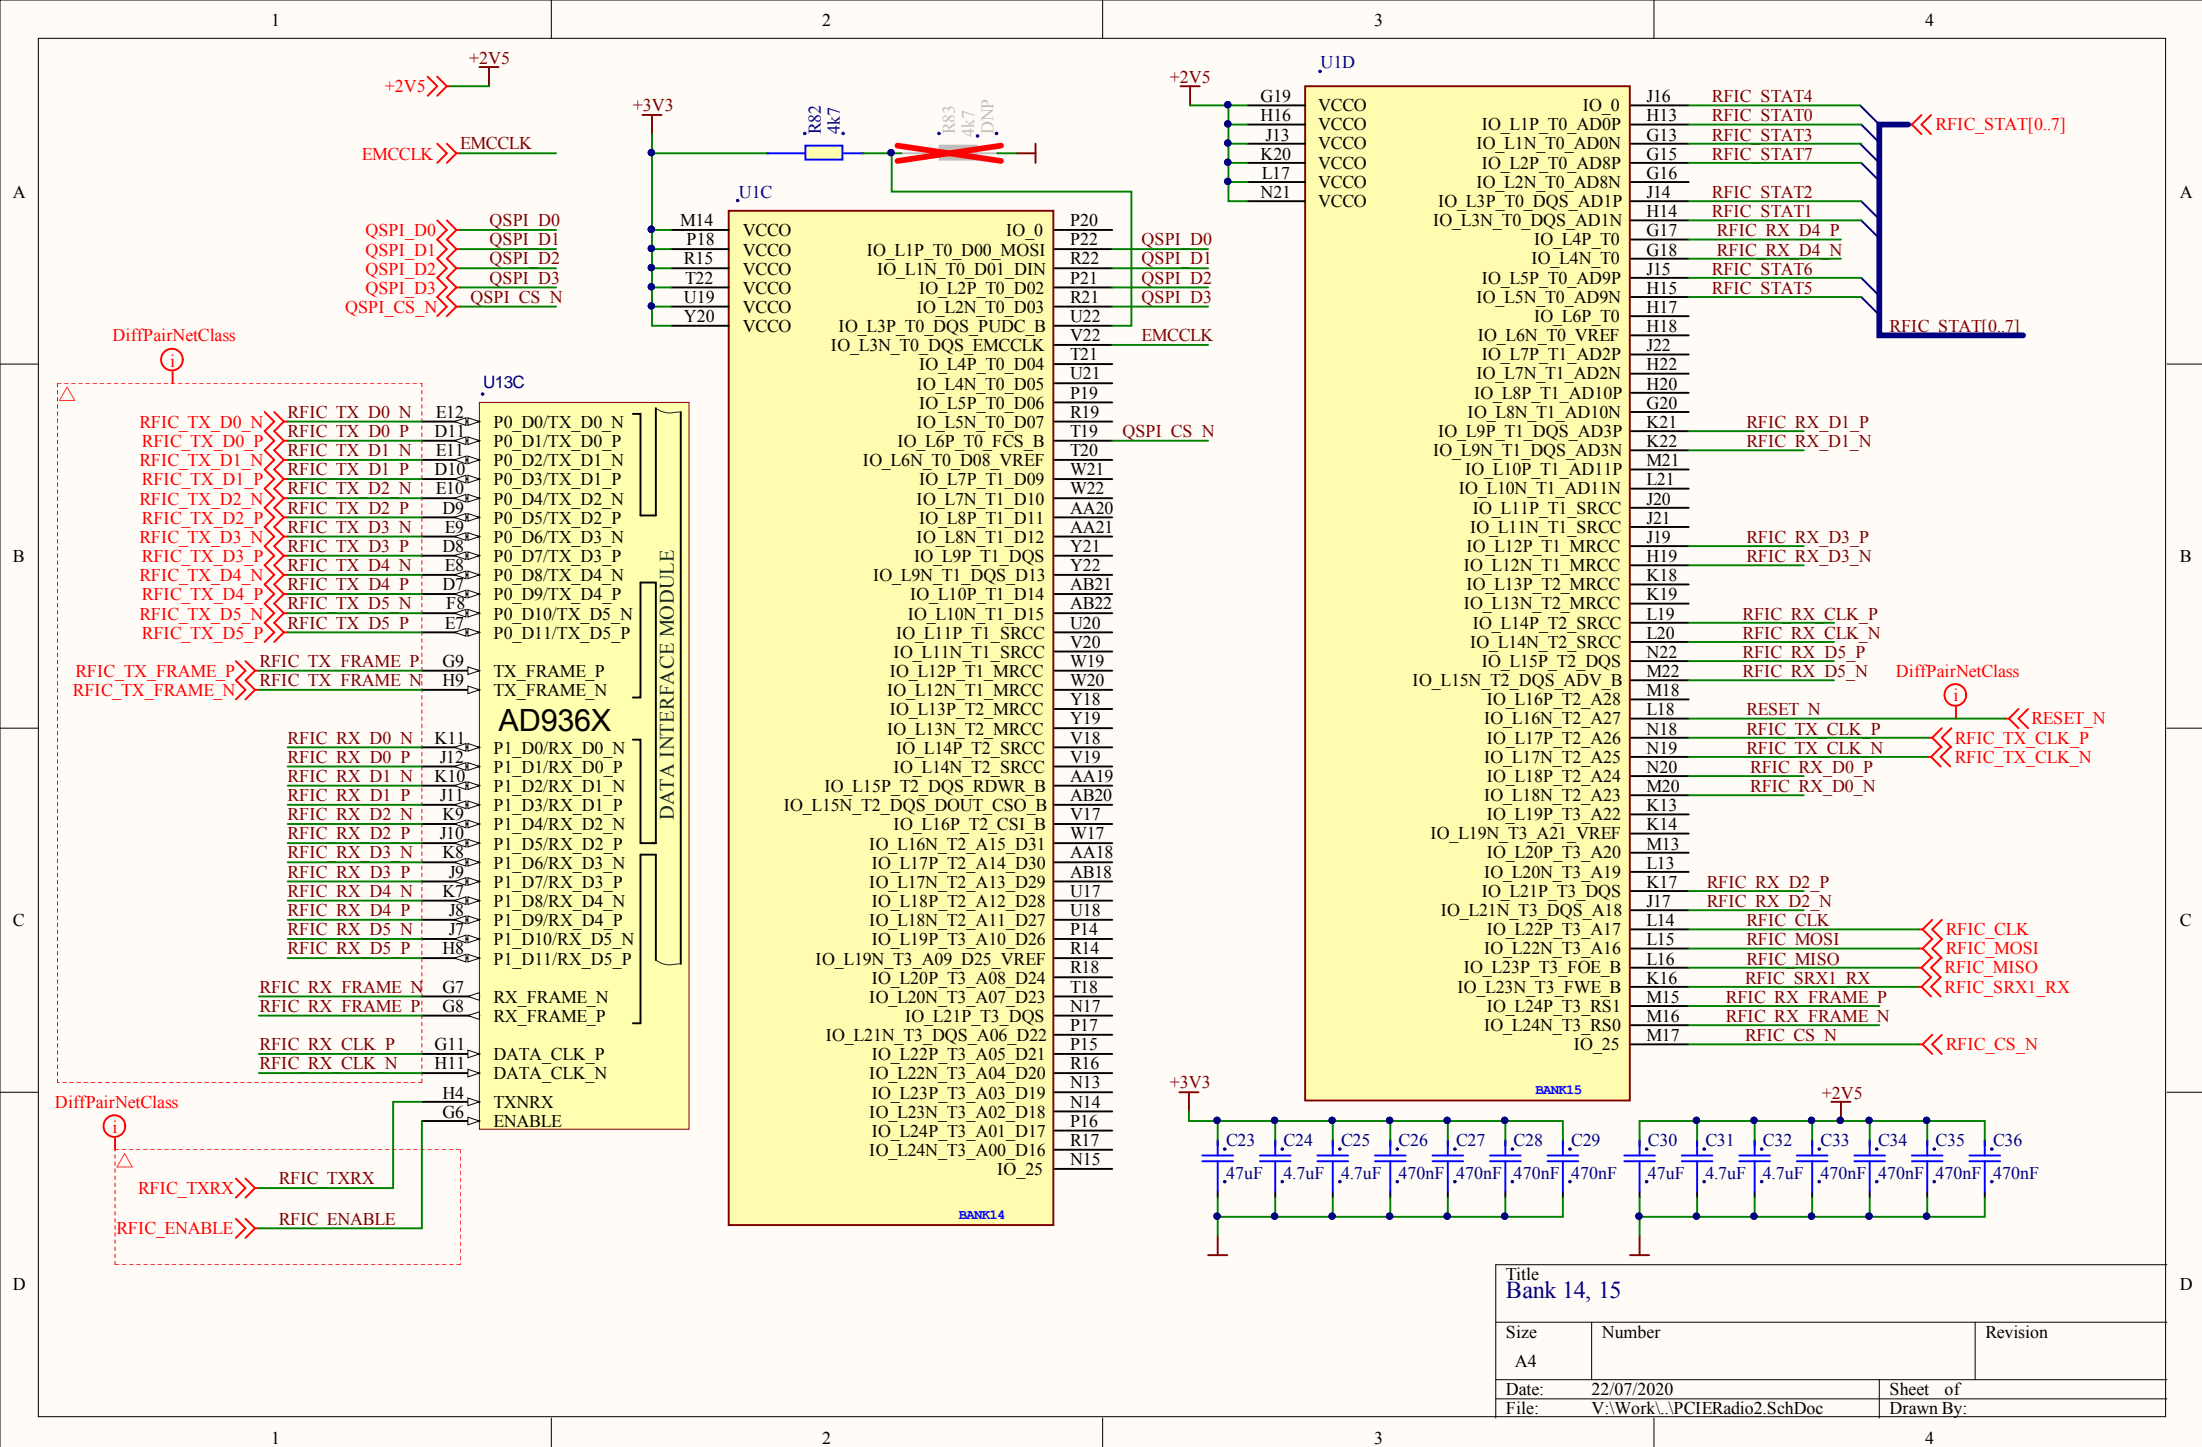 1 2 3 4
A
B
C
D
+2V5
+2V5
EMCCLK EMCCLK
QSPI_D0 QSPI_D0
QSPI_D1 QSPI_D1
QSPI_D2 QSPI_D2
QSPI_D3 QSPI_D3
QSPI_CS_N QSPI_CS_N
DiffPairNetClass
i
U13C
RFIC_TX_D0_N RFIC_TX_D0_N E12 P0_D0/TX_D0_N
RFIC_TX_D0_P RFIC_TX_D0_P D11 P0_D1/TX_D0_P
RFIC_TX_D1_N RFIC_TX_D1_N E11 P0_D2/TX_D1_N
RFIC_TX_D1_P RFIC_TX_D1_P D10 P0_D3/TX_D1_P
RFIC_TX_D2_N RFIC_TX_D2_N E10 P0_D4/TX_D2_N
RFIC_TX_D2_P RFIC_TX_D2_P D9 P0_D5/TX_D2_P
RFIC_TX_D3_N RFIC_TX_D3_N E9 P0_D6/TX_D3_N
RFIC_TX_D3_P RFIC_TX_D3_P D8 P0_D7/TX_D3_P
RFIC_TX_D4_N RFIC_TX_D4_N E8 P0_D8/TX_D4_N
RFIC_TX_D4_P RFIC_TX_D4_P D7 P0_D9/TX_D4_P
RFIC_TX_D5_N RFIC_TX_D5_N F8 P0_D10/TX_D5_N
RFIC_TX_D5_P RFIC_TX_D5_P E7 P0_D11/TX_D5_P
RFIC_TX_FRAME_P RFIC_TX_FRAME_P G9 TX_FRAME_P
RFIC_TX_FRAME_N RFIC_TX_FRAME_N H9 TX_FRAME_N
AD936X
DATA INTERFACE MODULE
RFIC_RX_D0_N K11 P1_D0/RX_D0_N
RFIC_RX_D0_P J12 P1_D1/RX_D0_P
RFIC_RX_D1_N K10 P1_D2/RX_D1_N
RFIC_RX_D1_P J11 P1_D3/RX_D1_P
RFIC_RX_D2_N K9 P1_D4/RX_D2_N
RFIC_RX_D2_P J10 P1_D5/RX_D2_P
RFIC_RX_D3_N K8 P1_D6/RX_D3_N
RFIC_RX_D3_P J9 P1_D7/RX_D3_P
RFIC_RX_D4_N K7 P1_D8/RX_D4_N
RFIC_RX_D4_P J8 P1_D9/RX_D4_P
RFIC_RX_D5_N J7 P1_D10/RX_D5_N
RFIC_RX_D5_P H8 P1_D11/RX_D5_P
RFIC_RX_FRAME_N G7 RX_FRAME_N
RFIC_RX_FRAME_P G8 RX_FRAME_P
RFIC_RX_CLK_P G11 DATA_CLK_P
RFIC_RX_CLK_N H11 DATA_CLK_N
H4 TXNRX
G6 ENABLE
DiffPairNetClass
i
RFIC_TXRX RFIC_TXRX
RFIC_ENABLE RFIC_ENABLE
+3V3
R82
4k7
R83
4k7
DNP
U1C
M14 VCCO
P18 VCCO
R15 VCCO
T22 VCCO
U19 VCCO
Y20 VCCO
IO_0 P20
IO_L1P_T0_D00_MOSI P22 QSPI_D0
IO_L1N_T0_D01_DIN R22 QSPI_D1
IO_L2P_T0_D02 P21 QSPI_D2
IO_L2N_T0_D03 R21 QSPI_D3
IO_L3P_T0_DQS_PUDC_B U22
IO_L3N_T0_DQS_EMCCLK V22 EMCCLK
IO_L4P_T0_D04 T21
IO_L4N_T0_D05 U21
IO_L5P_T0_D06 P19
IO_L5N_T0_D07 R19
IO_L6P_T0_FCS_B T19 QSPI_CS_N
IO_L6N_T0_D08_VREF T20
IO_L7P_T1_D09 W21
IO_L7N_T1_D10 W22
IO_L8P_T1_D11 AA20
IO_L8N_T1_D12 AA21
IO_L9P_T1_DQS Y21
IO_L9N_T1_DQS_D13 Y22
IO_L10P_T1_D14 AB21
IO_L10N_T1_D15 AB22
IO_L11P_T1_SRCC U20
IO_L11N_T1_SRCC V20
IO_L12P_T1_MRCC W19
IO_L12N_T1_MRCC W20
IO_L13P_T2_MRCC Y18
IO_L13N_T2_MRCC Y19
IO_L14P_T2_SRCC V18
IO_L14N_T2_SRCC V19
IO_L15P_T2_DQS_RDWR_B AA19
IO_L15N_T2_DQS_DOUT_CSO_B AB20
IO_L16P_T2_CSI_B V17
IO_L16N_T2_A15_D31 W17
IO_L17P_T2_A14_D30 AA18
IO_L17N_T2_A13_D29 AB18
IO_L18P_T2_A12_D28 U17
IO_L18N_T2_A11_D27 U18
IO_L19P_T3_A10_D26 P14
IO_L19N_T3_A09_D25_VREF R14
IO_L20P_T3_A08_D24 R18
IO_L20N_T3_A07_D23 T18
IO_L21P_T3_DQS N17
IO_L21N_T3_DQS_A06_D22 P17
IO_L22P_T3_A05_D21 P15
IO_L22N_T3_A04_D20 R16
IO_L23P_T3_A03_D19 N13
IO_L23N_T3_A02_D18 N14
IO_L24P_T3_A01_D17 P16
IO_L24N_T3_A00_D16 R17
IO_25 N15
BANK14
+2V5
U1D
G19 VCCO
H16 VCCO
J13 VCCO
K20 VCCO
L17 VCCO
N21 VCCO
IO_0 J16 RFIC_STAT4
IO_L1P_T0_AD0P H13 RFIC_STAT0
IO_L1N_T0_AD0N G13 RFIC_STAT3
IO_L2P_T0_AD8P G15 RFIC_STAT7
IO_L2N_T0_AD8N G16
IO_L3P_T0_DQS_AD1P J14 RFIC_STAT2
IO_L3N_T0_DQS_AD1N H14 RFIC_STAT1
IO_L4P_T0 G17 RFIC_RX_D4_P
IO_L4N_T0 G18 RFIC_RX_D4_N
IO_L5P_T0_AD9P J15 RFIC_STAT6
IO_L5N_T0_AD9N H15 RFIC_STAT5
IO_L6P_T0 H17
IO_L6N_T0_VREF H18
IO_L7P_T1_AD2P J22
IO_L7N_T1_AD2N H22
IO_L8P_T1_AD10P H20
IO_L8N_T1_AD10N G20
IO_L9P_T1_DQS_AD3P K21 RFIC_RX_D1_P
IO_L9N_T1_DQS_AD3N K22 RFIC_RX_D1_N
IO_L10P_T1_AD11P M21
IO_L10N_T1_AD11N L21
IO_L11P_T1_SRCC J20
IO_L11N_T1_SRCC J21
IO_L12P_T1_MRCC J19 RFIC_RX_D3_P
IO_L12N_T1_MRCC H19 RFIC_RX_D3_N
IO_L13P_T2_MRCC K18
IO_L13N_T2_MRCC K19
IO_L14P_T2_SRCC L19 RFIC_RX_CLK_P
IO_L14N_T2_SRCC L20 RFIC_RX_CLK_N
IO_L15P_T2_DQS N22 RFIC_RX_D5_P
IO_L15N_T2_DQS_ADV_B M22 RFIC_RX_D5_N
IO_L16P_T2_A28 M18
IO_L16N_T2_A27 L18 RESET_N RESET_N
IO_L17P_T2_A26 N18 RFIC_TX_CLK_P RFIC_TX_CLK_P
IO_L17N_T2_A25 N19 RFIC_TX_CLK_N RFIC_TX_CLK_N
IO_L18P_T2_A24 N20 RFIC_RX_D0_P
IO_L18N_T2_A23 M20 RFIC_RX_D0_N
IO_L19P_T3_A22 K13
IO_L19N_T3_A21_VREF K14
IO_L20P_T3_A20 M13
IO_L20N_T3_A19 L13
IO_L21P_T3_DQS K17 RFIC_RX_D2_P
IO_L21N_T3_DQS_A18 J17 RFIC_RX_D2_N
IO_L22P_T3_A17 L14 RFIC_CLK RFIC_CLK
IO_L22N_T3_A16 L15 RFIC_MOSI RFIC_MOSI
IO_L23P_T3_FOE_B L16 RFIC_MISO RFIC_MISO
IO_L23N_T3_FWE_B K16 RFIC_SRX1_RX RFIC_SRX1_RX
IO_L24P_T3_RS1 M15 RFIC_RX_FRAME_P
IO_L24N_T3_RS0 M16 RFIC_RX_FRAME_N
IO_25 M17 RFIC_CS_N RFIC_CS_N
BANK15
RFIC_STAT[0..7]
RFIC_STAT[0..7]
DiffPairNetClass
i
+3V3
C23 C24 C25 C26 C27 C28 C29
47uF 4.7uF 4.7uF 470nF 470nF 470nF 470nF
+2V5
C30 C31 C32 C33 C34 C35 C36
47uF 4.7uF 4.7uF 470nF 470nF 470nF 470nF
A
B
C
D
Title
Bank 14, 15
Size Number Revision
A4
Date: 22/07/2020 Sheet of
File: V:\Work\..\PCIERadio2.SchDoc Drawn By:
1 2 3 4